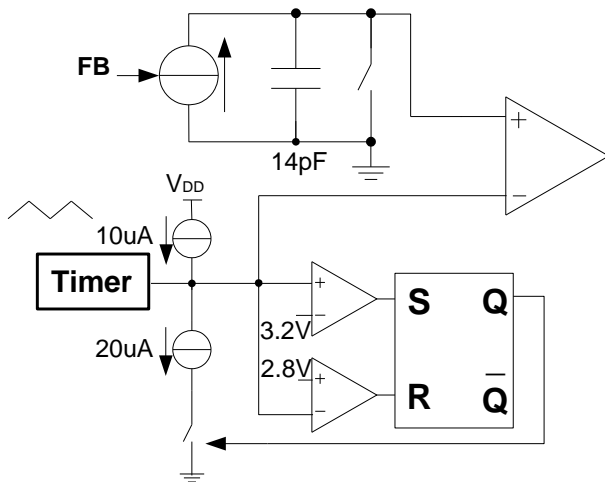 FB
14pF
+
−
VDD
10uA
Timer
20uA
+
−
3.2V
2.8V
+
−
S
Q
R
Q